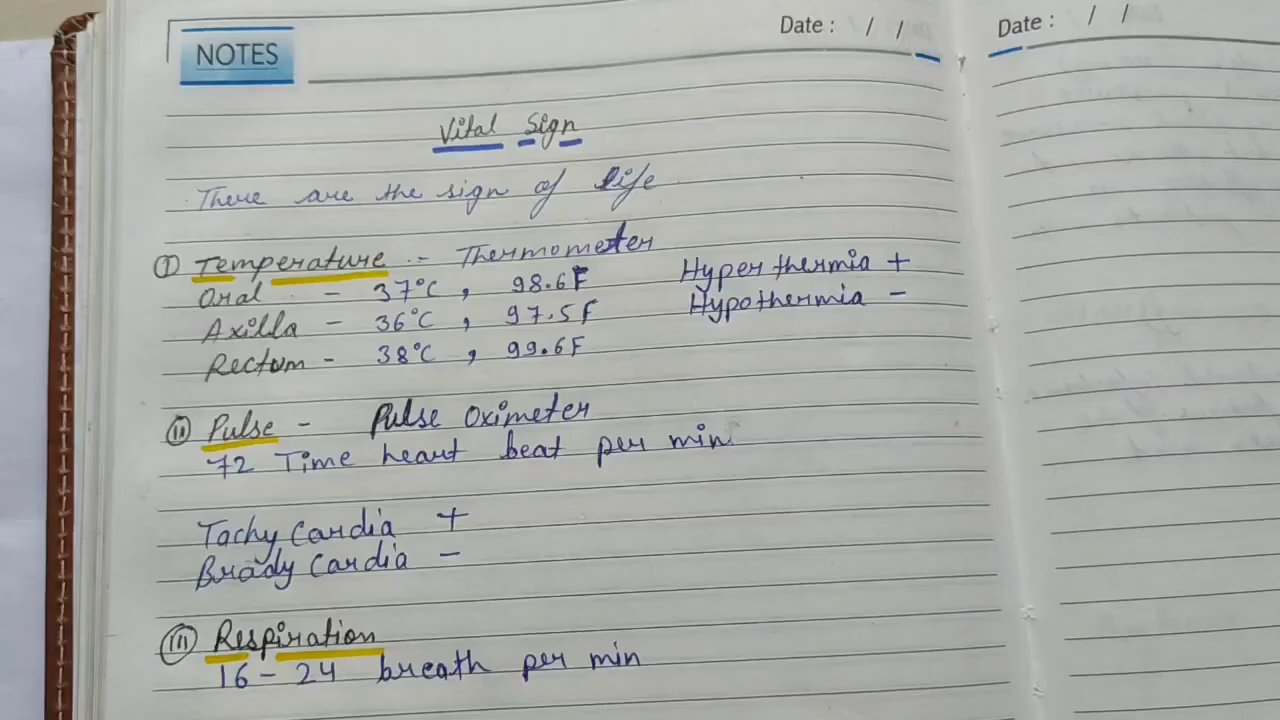 Date : / /
Date : / /
NOTES
Vital Sign
There are the sign of life
(I) Temperature :- Thermometer
Oral - 37°C , 98.6F
Hyperthermia +
Axilla - 36°C , 97.5F
Hypothermia -
Rectum - 38°C , 99.6F
(II) Pulse - Pulse Oximeter
72 Time heart beat per min
Tachy Cardia +
Brady Cardia -
(III) Respiration
16 - 24 breath per min